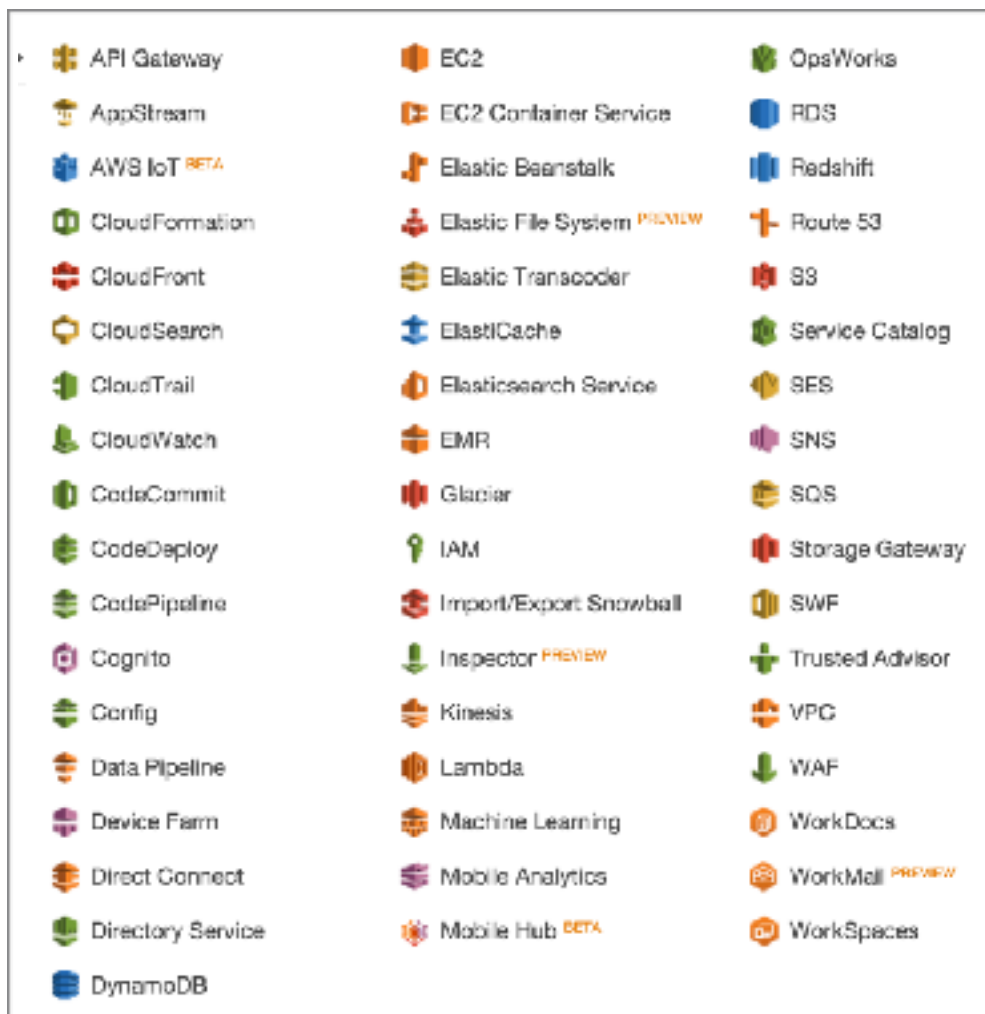 API Gateway
AppStream
AWS IoT BETA
CloudFormation
CloudFront
CloudSearch
CloudTrail
CloudWatch
CodeCommit
CodeDeploy
CodePipeline
Cognito
Config
Data Pipeline
Device Farm
Direct Connect
Directory Service
DynamoDB
EC2
EC2 Container Service
Elastic Beanstalk
Elastic File System PREVIEW
Elastic Transcoder
ElastiCache
Elasticsearch Service
EMR
Glacier
IAM
Import/Export Snowball
Inspector PREVIEW
Kinesis
Lambda
Machine Learning
Mobile Analytics
Mobile Hub BETA
OpsWorks
RDS
Redshift
Route 53
S3
Service Catalog
SES
SNS
SQS
Storage Gateway
SWF
Trusted Advisor
VPC
WAF
WorkDocs
WorkMail PREVIEW
WorkSpaces